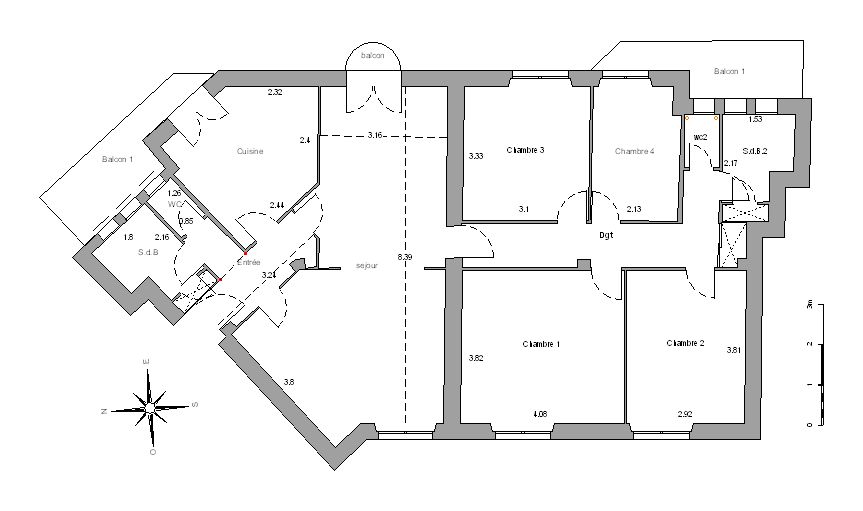 balcon
Balcon 1
2.32
3.16
2.4
Cuisine
Chambre 3
3.33
3.1
Chambre 4
2.13
wc2
1.53
S.d.B.2
2.17
Balcon 1
1.26
WC
0.85
2.44
1.8
2.16
S.d.B
Entrée
3.24
sejour
8.39
Dgt
Chambre 1
3.82
4.08
Chambre 2
3.81
2.92
3.8
E
N
S
O
3m
2
1
0